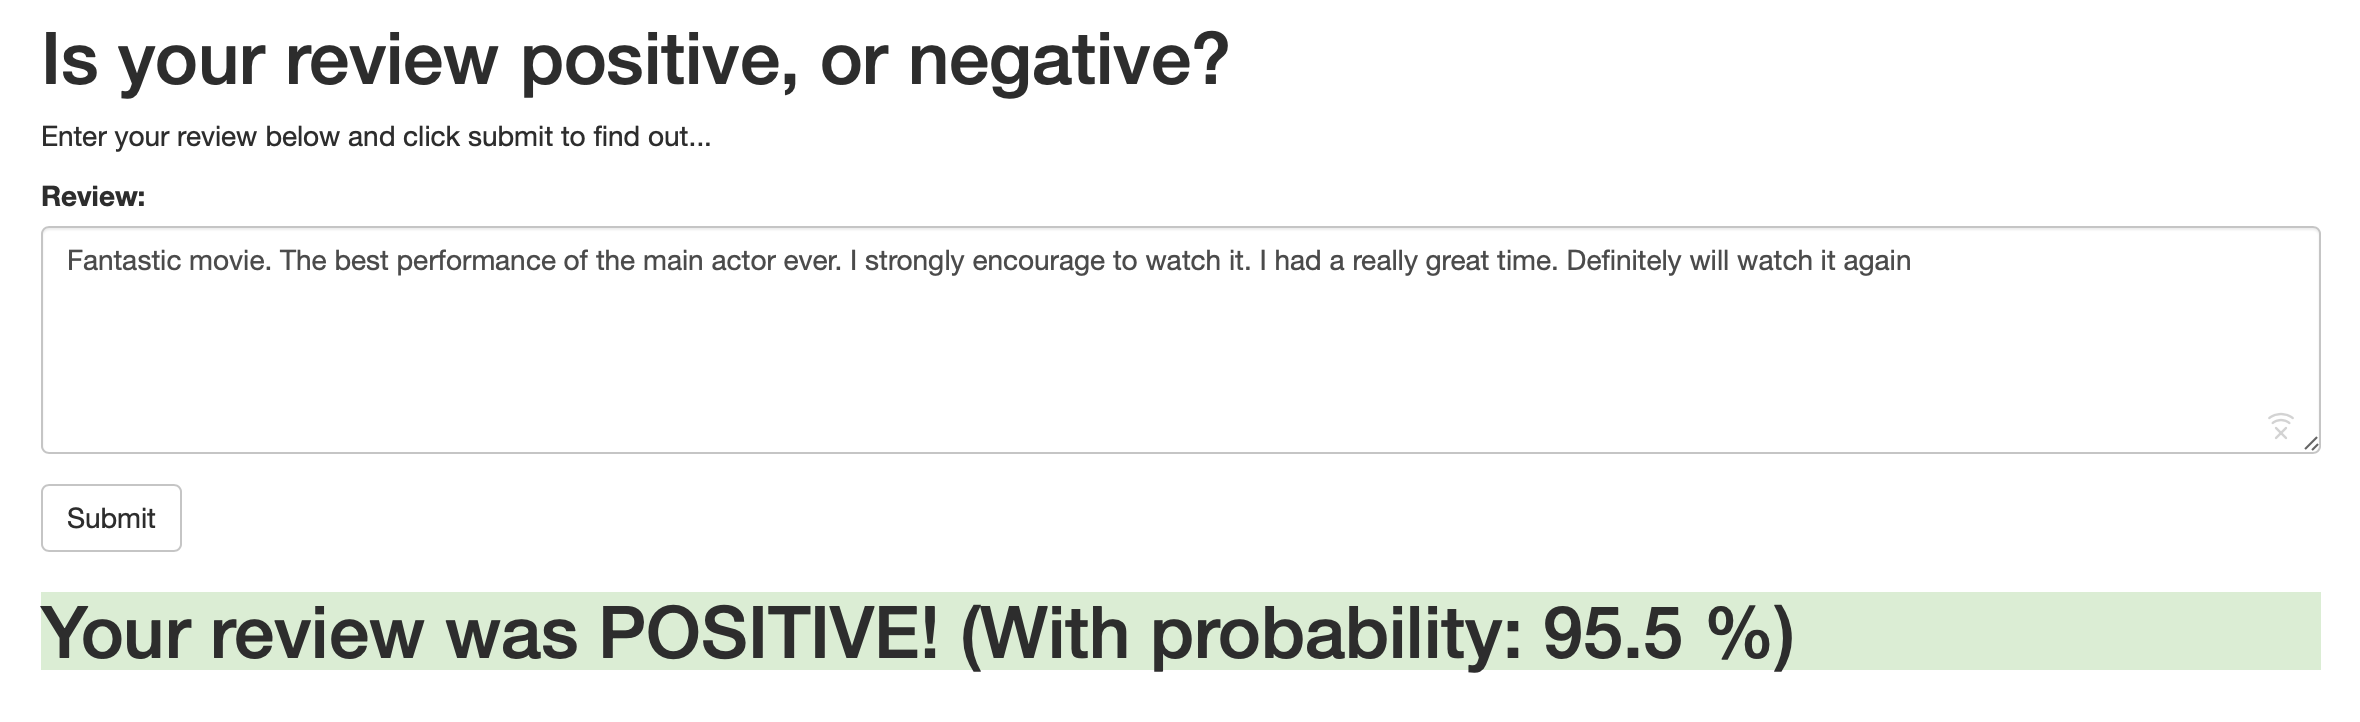 Is your review positive, or negative?
Enter your review below and click submit to find out...
Review:
Fantastic movie. The best performance of the main actor ever. I strongly encourage to watch it. I had a really great time. Definitely will watch it again
Submit
Your review was POSITIVE! (With probability: 95.5 %)